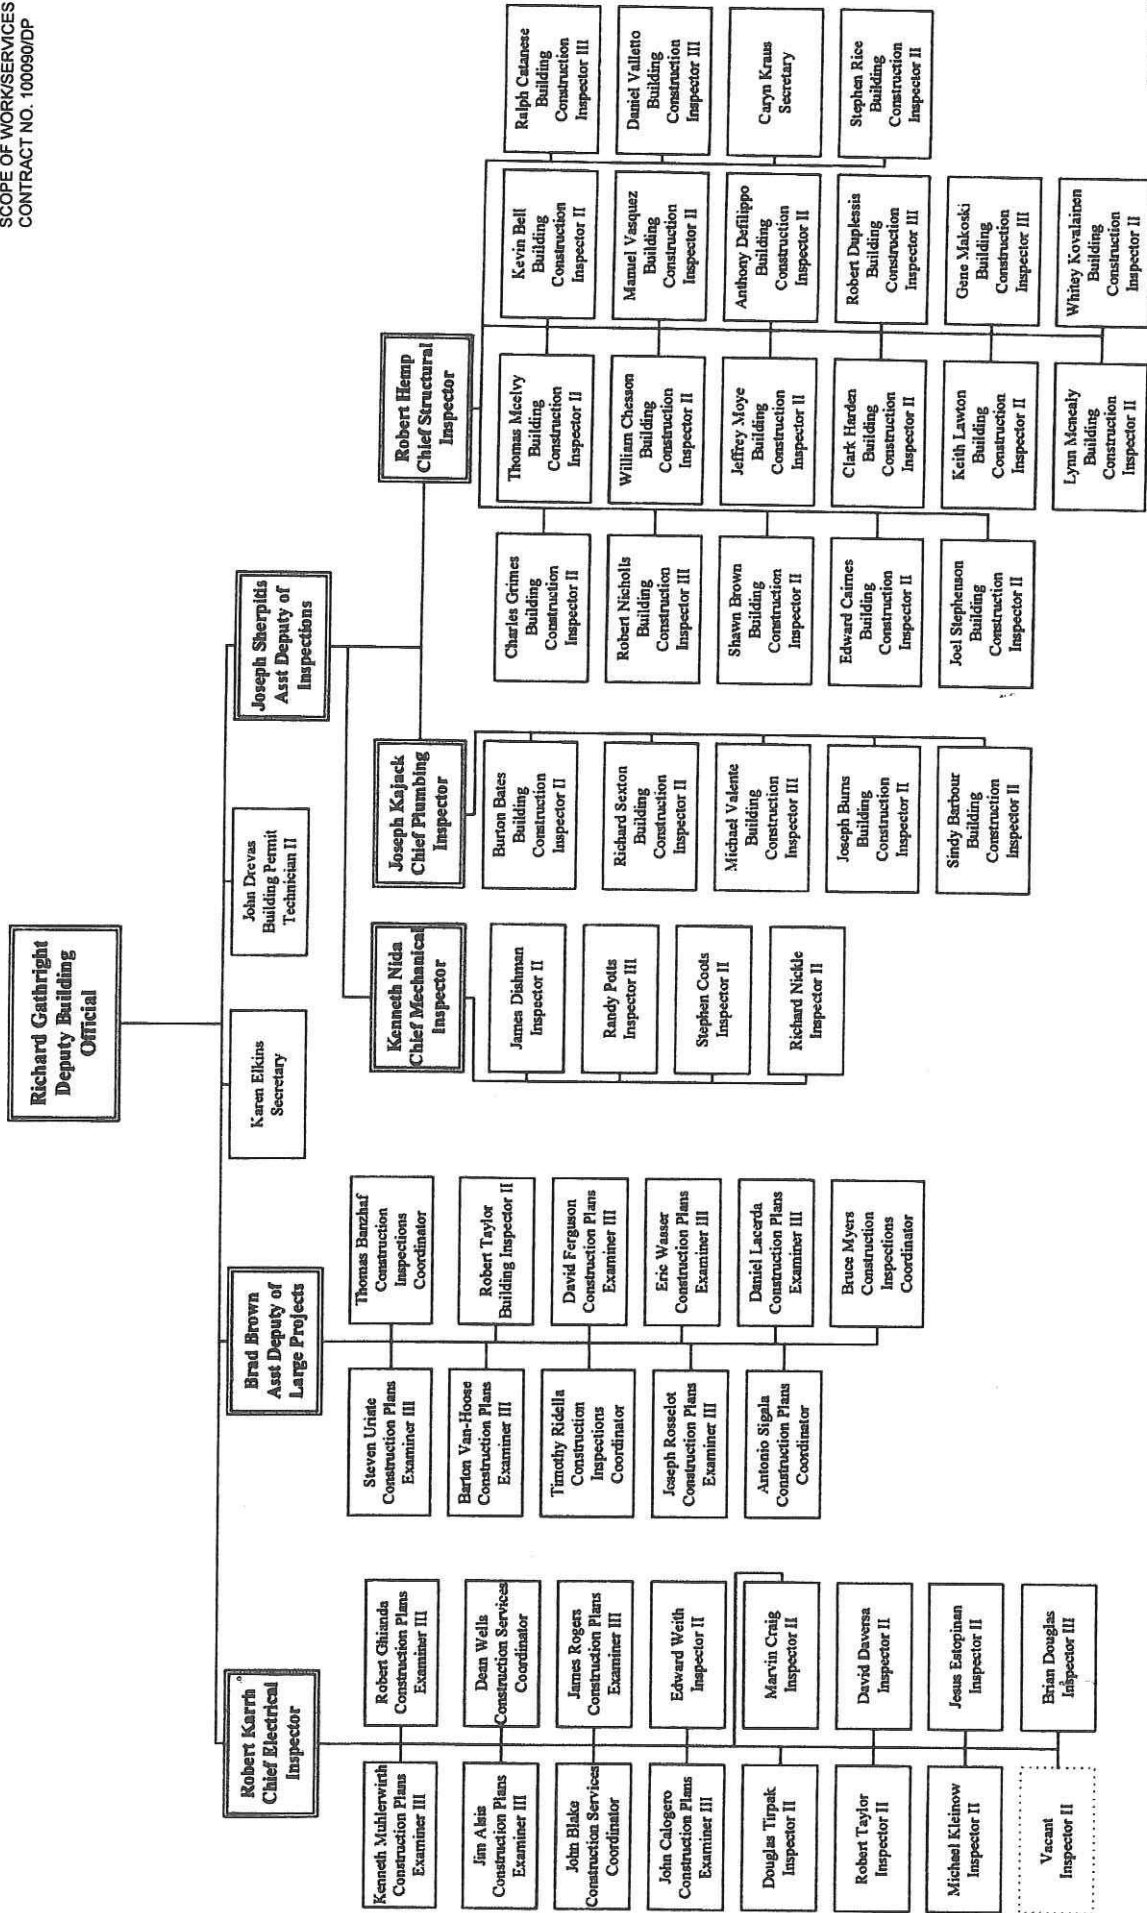 SCOPE OF WORK/SERVICES
CONTRACT NO. 100090/DP
Richard Gathright
Deputy Building
Official
Karen Elkins
Secretary
John Drevas
Building Permit
Technician II
Robert Karrh
Chief Electrical
Inspector
Brad Brown
Asst Deputy of
Large Projects
Joseph Sherpitis
Asst Deputy of
Inspections
Kenneth Muhlerwirth
Construction Plans
Examiner III
Robert Ghianda
Construction Plans
Examiner III
Jim Alsia
Construction Plans
Examiner III
Dean Wells
Construction Services
Coordinator
John Blake
Construction Services
Coordinator
James Rogers
Construction Plans
Examiner III
John Calogero
Construction Plans
Examiner III
Edward Weith
Inspector II
Douglas Tirpak
Inspector II
Marvin Craig
Inspector II
Robert Taylor
Inspector II
David Daversa
Inspector II
Michael Kleinow
Inspector II
Jesus Estopinan
Inspector II
Vacant
Inspector II
Brian Douglas
Inspector III
Steven Uriate
Construction Plans
Examiner III
Thomas Banzhaf
Construction
Inspections
Coordinator
Barton Van-Hoose
Construction Plans
Examiner III
Robert Taylor
Building Inspector II
Timothy Ridella
Construction
Inspections
Coordinator
David Ferguson
Construction Plans
Examiner III
Joseph Rosselot
Construction Plans
Examiner III
Eric Wasser
Construction Plans
Examiner III
Antonio Sigala
Construction Plans
Coordinator
Daniel Lacerda
Construction Plans
Examiner III
Bruce Myers
Construction
Inspections
Coordinator
Kenneth Nida
Chief Mechanical
Inspector
James Dishman
Inspector II
Randy Potts
Inspector III
Stephen Coots
Inspector II
Richard Nickle
Inspector II
Joseph Kajack
Chief Plumbing
Inspector
Burton Bates
Building
Construction
Inspector II
Richard Sexton
Building
Construction
Inspector II
Michael Valente
Building
Construction
Inspector III
Joseph Burns
Building
Construction
Inspector II
Sindy Barbour
Building
Construction
Inspector II
Robert Hemp
Chief Structural
Inspector
Charles Grimes
Building
Construction
Inspector II
Robert Nicholls
Building
Construction
Inspector III
Shawn Brown
Building
Construction
Inspector II
Edward Cairnes
Building
Construction
Inspector II
Joel Stephenson
Building
Construction
Inspector II
Thomas Mcelvy
Building
Construction
Inspector II
William Chesson
Building
Construction
Inspector II
Jeffrey Moye
Building
Construction
Inspector II
Clark Harden
Building
Construction
Inspector II
Keith Lawton
Building
Construction
Inspector II
Lynn Mcnealy
Building
Construction
Inspector II
Kevin Bell
Building
Construction
Inspector II
Manuel Vasquez
Building
Construction
Inspector II
Anthony Defilippo
Building
Construction
Inspector II
Robert Duplessis
Building
Construction
Inspector III
Gene Makoski
Building
Construction
Inspector III
Whitey Kovalainen
Building
Construction
Inspector II
Ralph Catanese
Building
Construction
Inspector III
Daniel Valletto
Building
Construction
Inspector III
Caryn Kraus
Secretary
Stephen Rice
Building
Construction
Inspector II